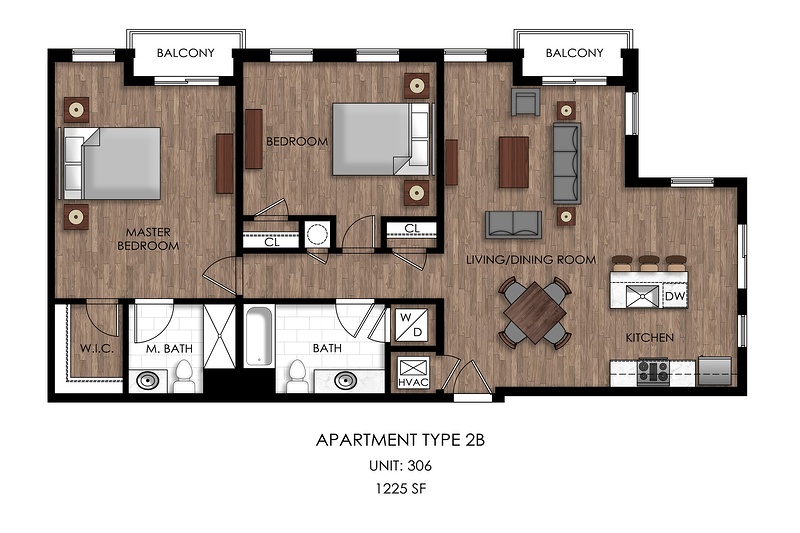 BALCONY
BALCONY
BEDROOM
MASTER
BEDROOM
CL
CL
LIVING/DINING ROOM
DW
W
D
KITCHEN
W.I.C.
M. BATH
BATH
HVAC
APARTMENT TYPE 2B
UNIT: 306
1225 SF